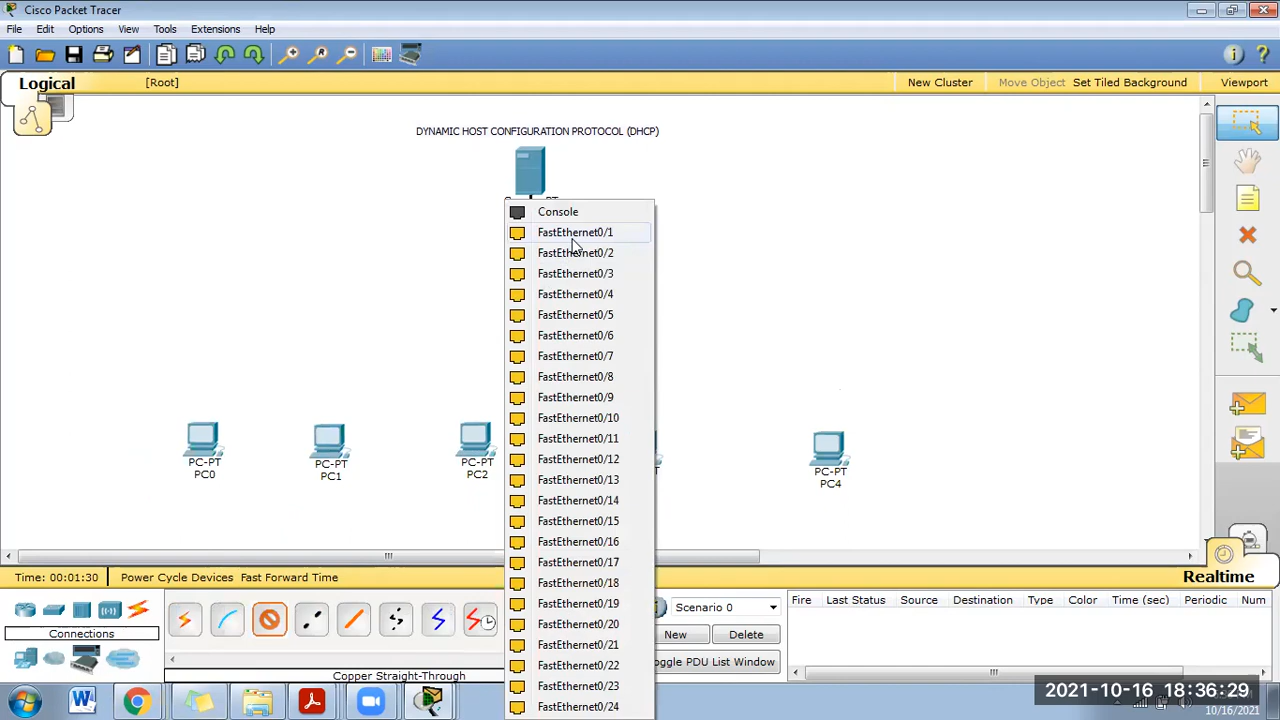 Cisco Packet Tracer
File Edit Options View Tools Extensions Help
Logical [Root] New Cluster Move Object Set Tiled Background Viewport
DYNAMIC HOST CONFIGURATION PROTOCOL (DHCP)
Console
FastEthernet0/1
FastEthernet0/2
FastEthernet0/3
FastEthernet0/4
FastEthernet0/5
FastEthernet0/6
FastEthernet0/7
FastEthernet0/8
FastEthernet0/9
FastEthernet0/10
FastEthernet0/11
FastEthernet0/12
FastEthernet0/13
FastEthernet0/14
FastEthernet0/15
FastEthernet0/16
FastEthernet0/17
FastEthernet0/18
FastEthernet0/19
FastEthernet0/20
FastEthernet0/21
FastEthernet0/22
FastEthernet0/23
FastEthernet0/24
PC-PT
PC0
PC-PT
PC1
PC-PT
PC2
PC-PT
PC4
Time: 00:01:30 Power Cycle Devices Fast Forward Time
Realtime
Connections
Copper Straight-Through
Scenario 0
New Delete
oggle PDU List Window
Fire Last Status Source Destination Type Color Time (sec) Periodic Num
2021-10-16 18:36:29
10/16/2021